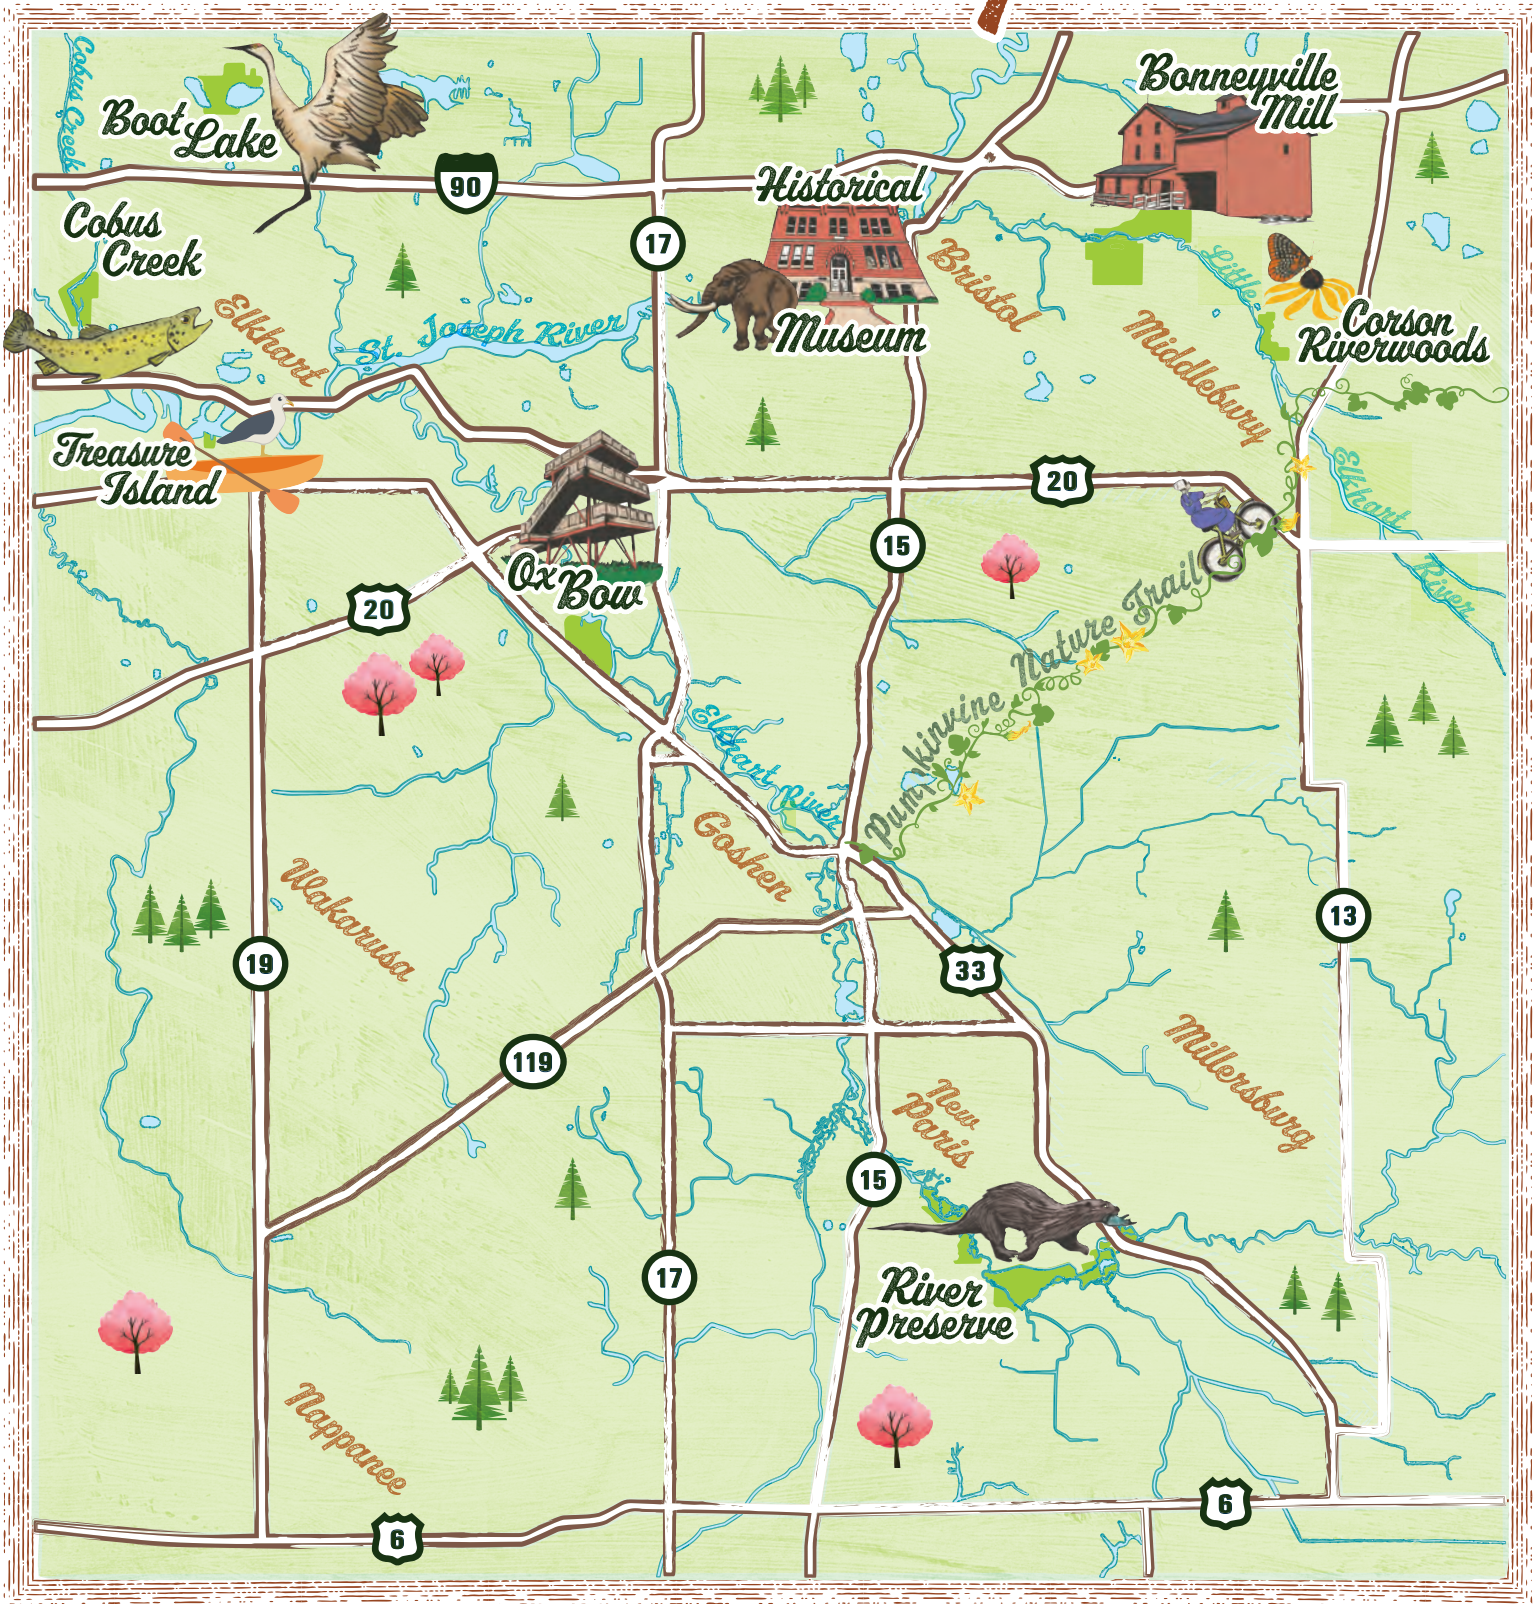 Cobus Creek
Boot
Lake
Bonneyville
Mill
90
Historical
Museum
17
Cobus
Creek
Elkhart
St. Joseph River
Bristol
Little
Elkhart
River
Middlebury
Corson
Riverwoods
Treasure
Island
20
15
Ox
Bow
20
Pumpkinvine Nature Trail
Elkhart River
Goshen
Wakarusa
13
19
33
119
Millersburg
New
Paris
15
17
River
Preserve
Nappanee
6
6